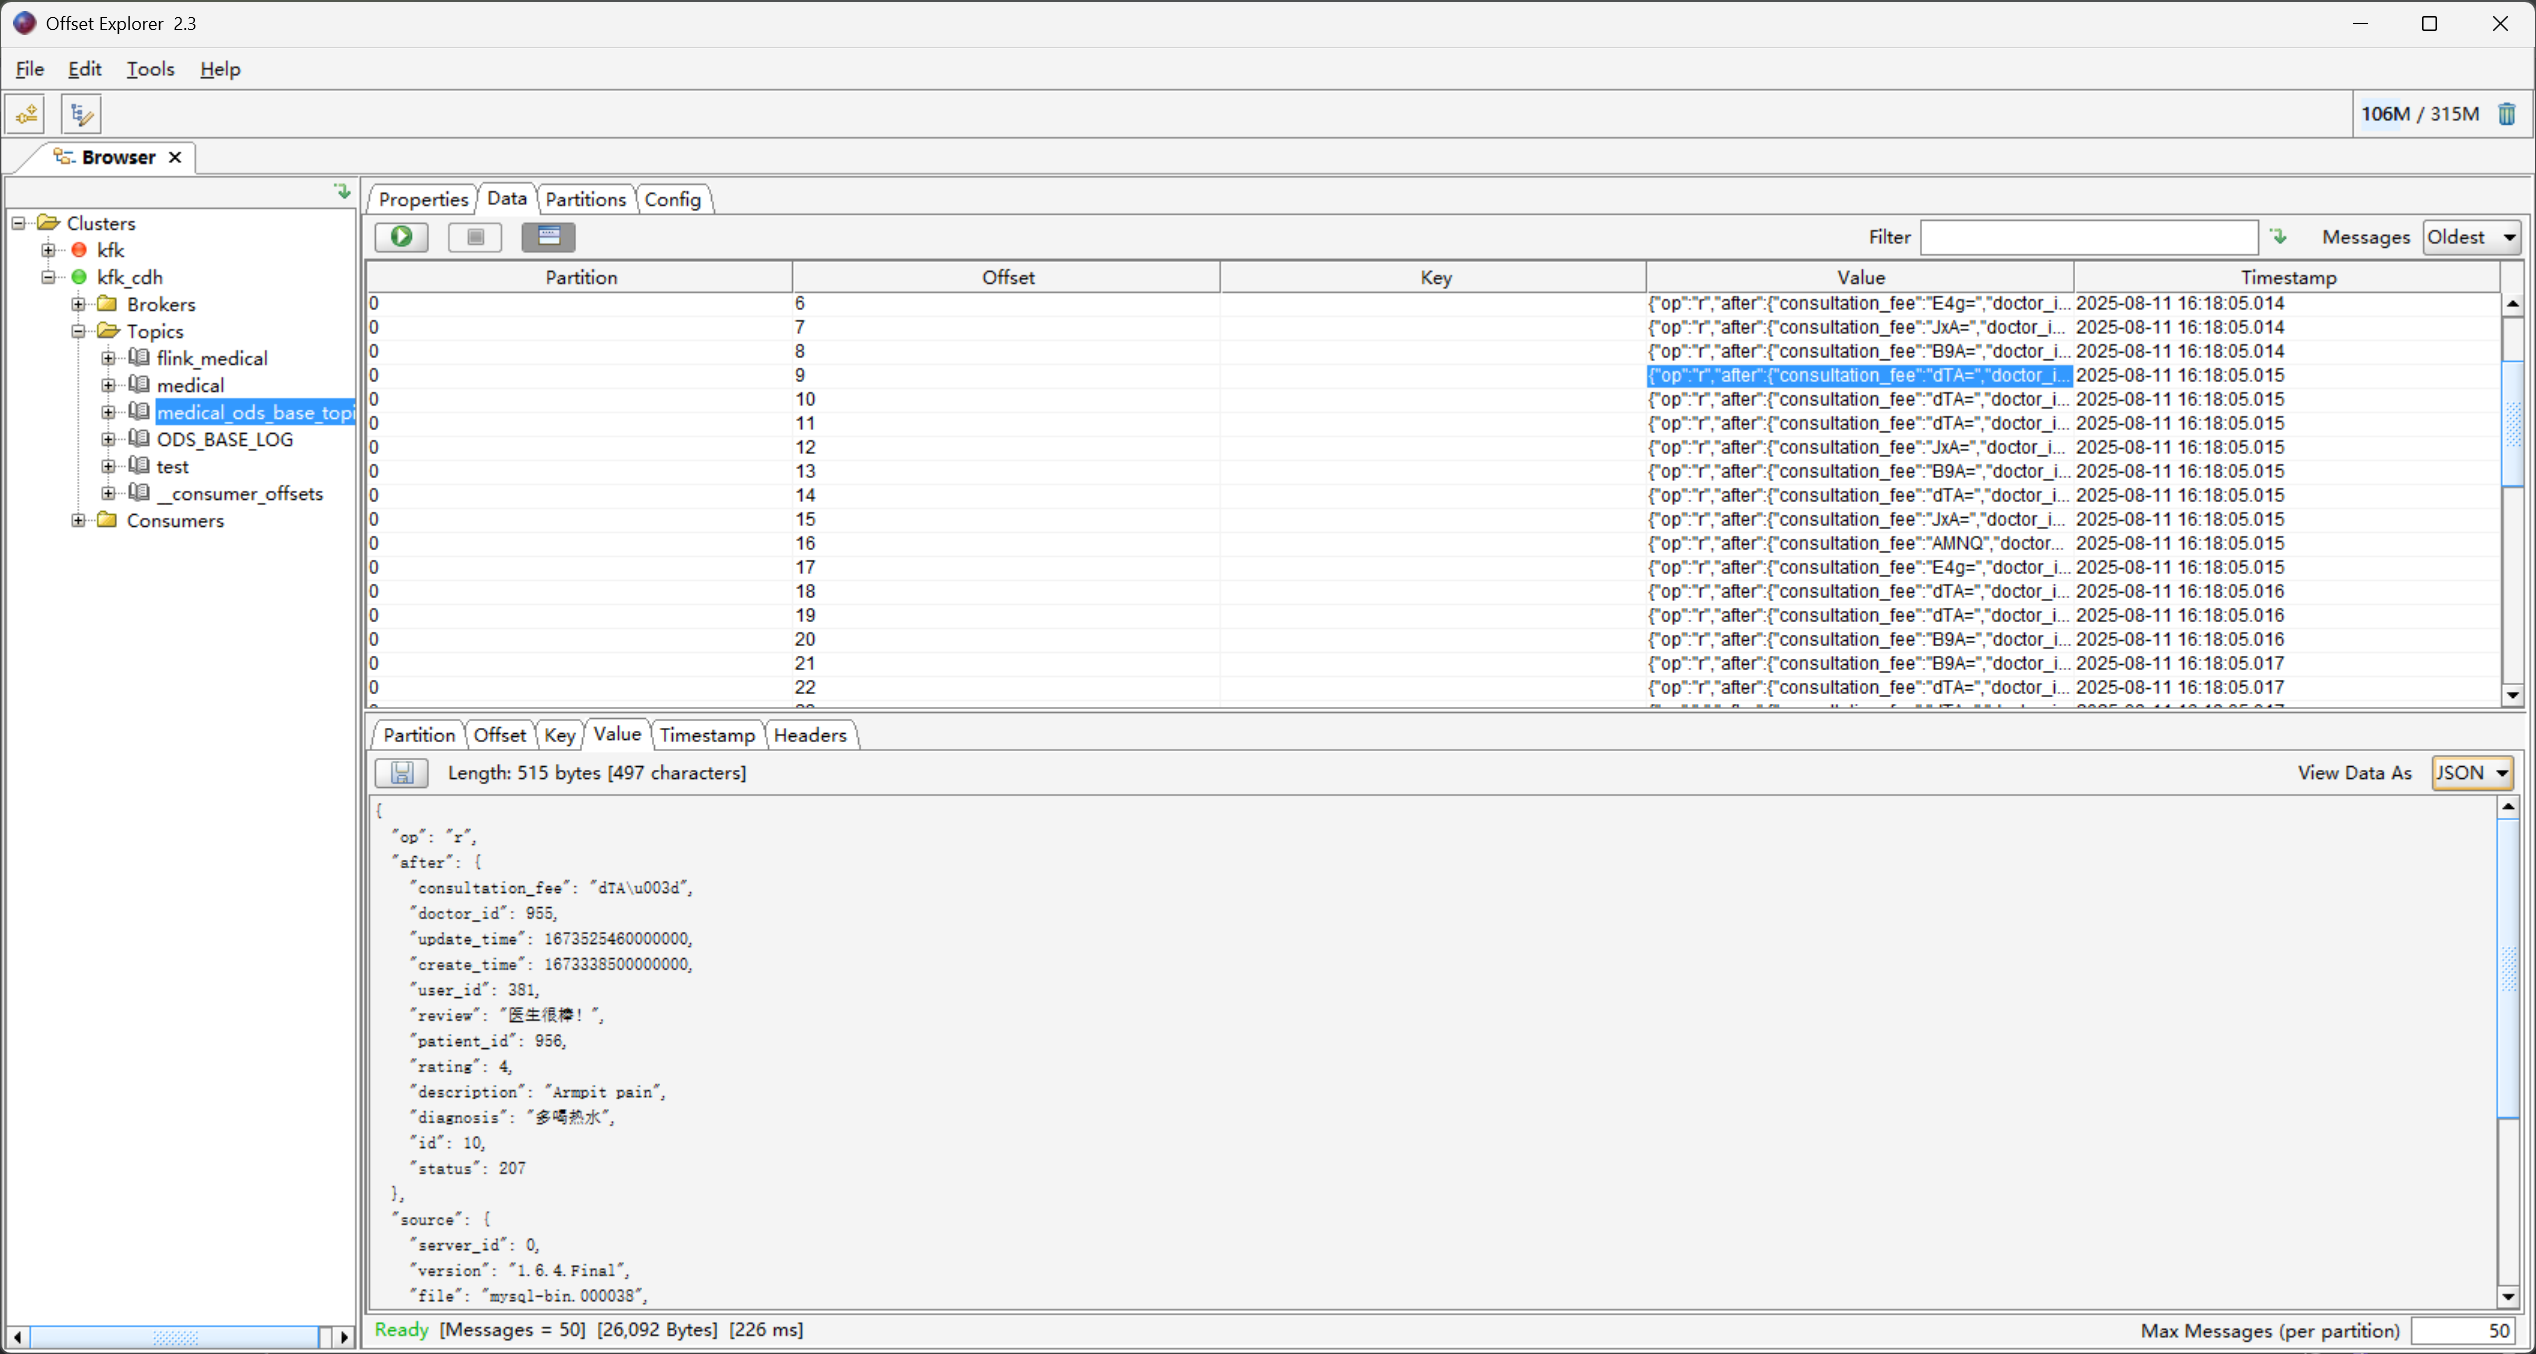 Offset Explorer  2.3
File Edit Tools Help
106M / 315M
Browser
Clusters
kfk
kfk_cdh
Brokers
Topics
flink_medical
medical
medical_ods_base_topi
ODS_BASE_LOG
test
__consumer_offsets
Consumers
Properties Data Partitions Config
Filter Messages Oldest
Partition Offset Key Value Timestamp
0 6 {"op":"r","after":{"consultation_fee":"E4g=","doctor_i... 2025-08-11 16:18:05.014
0 7 {"op":"r","after":{"consultation_fee":"JxA=","doctor_i... 2025-08-11 16:18:05.014
0 8 {"op":"r","after":{"consultation_fee":"B9A=","doctor_i... 2025-08-11 16:18:05.014
0 9 {"op":"r","after":{"consultation_fee":"dTA=","doctor_i... 2025-08-11 16:18:05.015
0 10 {"op":"r","after":{"consultation_fee":"dTA=","doctor_i... 2025-08-11 16:18:05.015
0 11 {"op":"r","after":{"consultation_fee":"dTA=","doctor_i... 2025-08-11 16:18:05.015
0 12 {"op":"r","after":{"consultation_fee":"JxA=","doctor_i... 2025-08-11 16:18:05.015
0 13 {"op":"r","after":{"consultation_fee":"B9A=","doctor_i... 2025-08-11 16:18:05.015
0 14 {"op":"r","after":{"consultation_fee":"dTA=","doctor_i... 2025-08-11 16:18:05.015
0 15 {"op":"r","after":{"consultation_fee":"JxA=","doctor_i... 2025-08-11 16:18:05.015
0 16 {"op":"r","after":{"consultation_fee":"AMNQ","doctor... 2025-08-11 16:18:05.015
0 17 {"op":"r","after":{"consultation_fee":"E4g=","doctor_i... 2025-08-11 16:18:05.015
0 18 {"op":"r","after":{"consultation_fee":"dTA=","doctor_i... 2025-08-11 16:18:05.016
0 19 {"op":"r","after":{"consultation_fee":"dTA=","doctor_i... 2025-08-11 16:18:05.016
0 20 {"op":"r","after":{"consultation_fee":"B9A=","doctor_i... 2025-08-11 16:18:05.016
0 21 {"op":"r","after":{"consultation_fee":"B9A=","doctor_i... 2025-08-11 16:18:05.017
0 22 {"op":"r","after":{"consultation_fee":"dTA=","doctor_i... 2025-08-11 16:18:05.017
Partition Offset Key Value Timestamp Headers
Length: 515 bytes [497 characters] View Data As JSON
{
"op": "r",
"after": {
"consultation_fee": "dTA\u003d",
"doctor_id": 955,
"update_time": 1673525460000000,
"create_time": 1673338500000000,
"user_id": 381,
"review": "医生很棒！",
"patient_id": 956,
"rating": 4,
"description": "Armpit pain",
"diagnosis": "多喝热水",
"id": 10,
"status": 207
},
"source": {
"server_id": 0,
"version": "1.6.4.Final",
"file": "mysql-bin.000038",
Ready [Messages = 50] [26,092 Bytes] [226 ms] Max Messages (per partition) 50